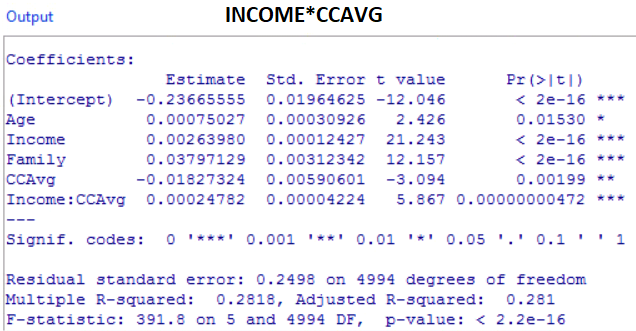 Output INCOME*CCAVG
Coefficients:
Estimate Std. Error t value Pr(>|t|)
(Intercept) -0.23665555 0.01964625 -12.046 < 2e-16 ***
Age 0.00075027 0.00030926 2.426 0.01530 *
Income 0.00263980 0.00012427 21.243 < 2e-16 ***
Family 0.03797129 0.00312342 12.157 < 2e-16 ***
CCAvg -0.01827324 0.00590601 -3.094 0.00199 **
Income:CCAvg 0.00024782 0.00004224 5.867 0.00000000472 ***
---
Signif. codes: 0 '***' 0.001 '**' 0.01 '*' 0.05 '.' 0.1 ' ' 1
Residual standard error: 0.2498 on 4994 degrees of freedom
Multiple R-squared: 0.2818, Adjusted R-squared: 0.281
F-statistic: 391.8 on 5 and 4994 DF, p-value: < 2.2e-16